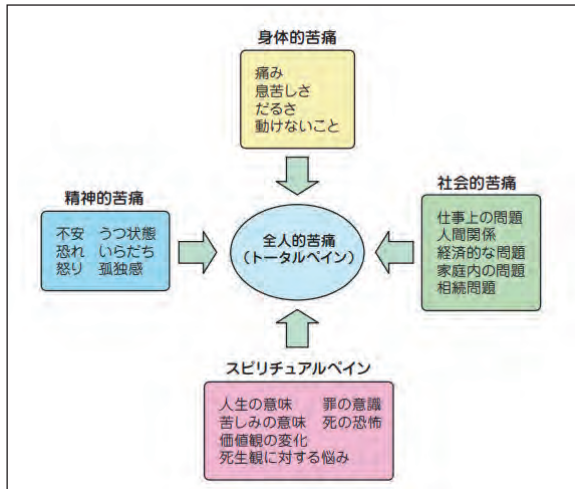 身体的苦痛
痛み
息苦しさ
だるさ
動けないこと
精神的苦痛
不安 うつ状態
恐れ いらだち
怒り 孤独感
全人的苦痛
(トータルペイン)
社会的苦痛
仕事上の問題
人間関係
経済的な問題
家庭内の問題
相続問題
スピリチュアルペイン
人生の意味 罪の意識
苦しみの意味 死の恐怖
価値観の変化
死生観に対する悩み